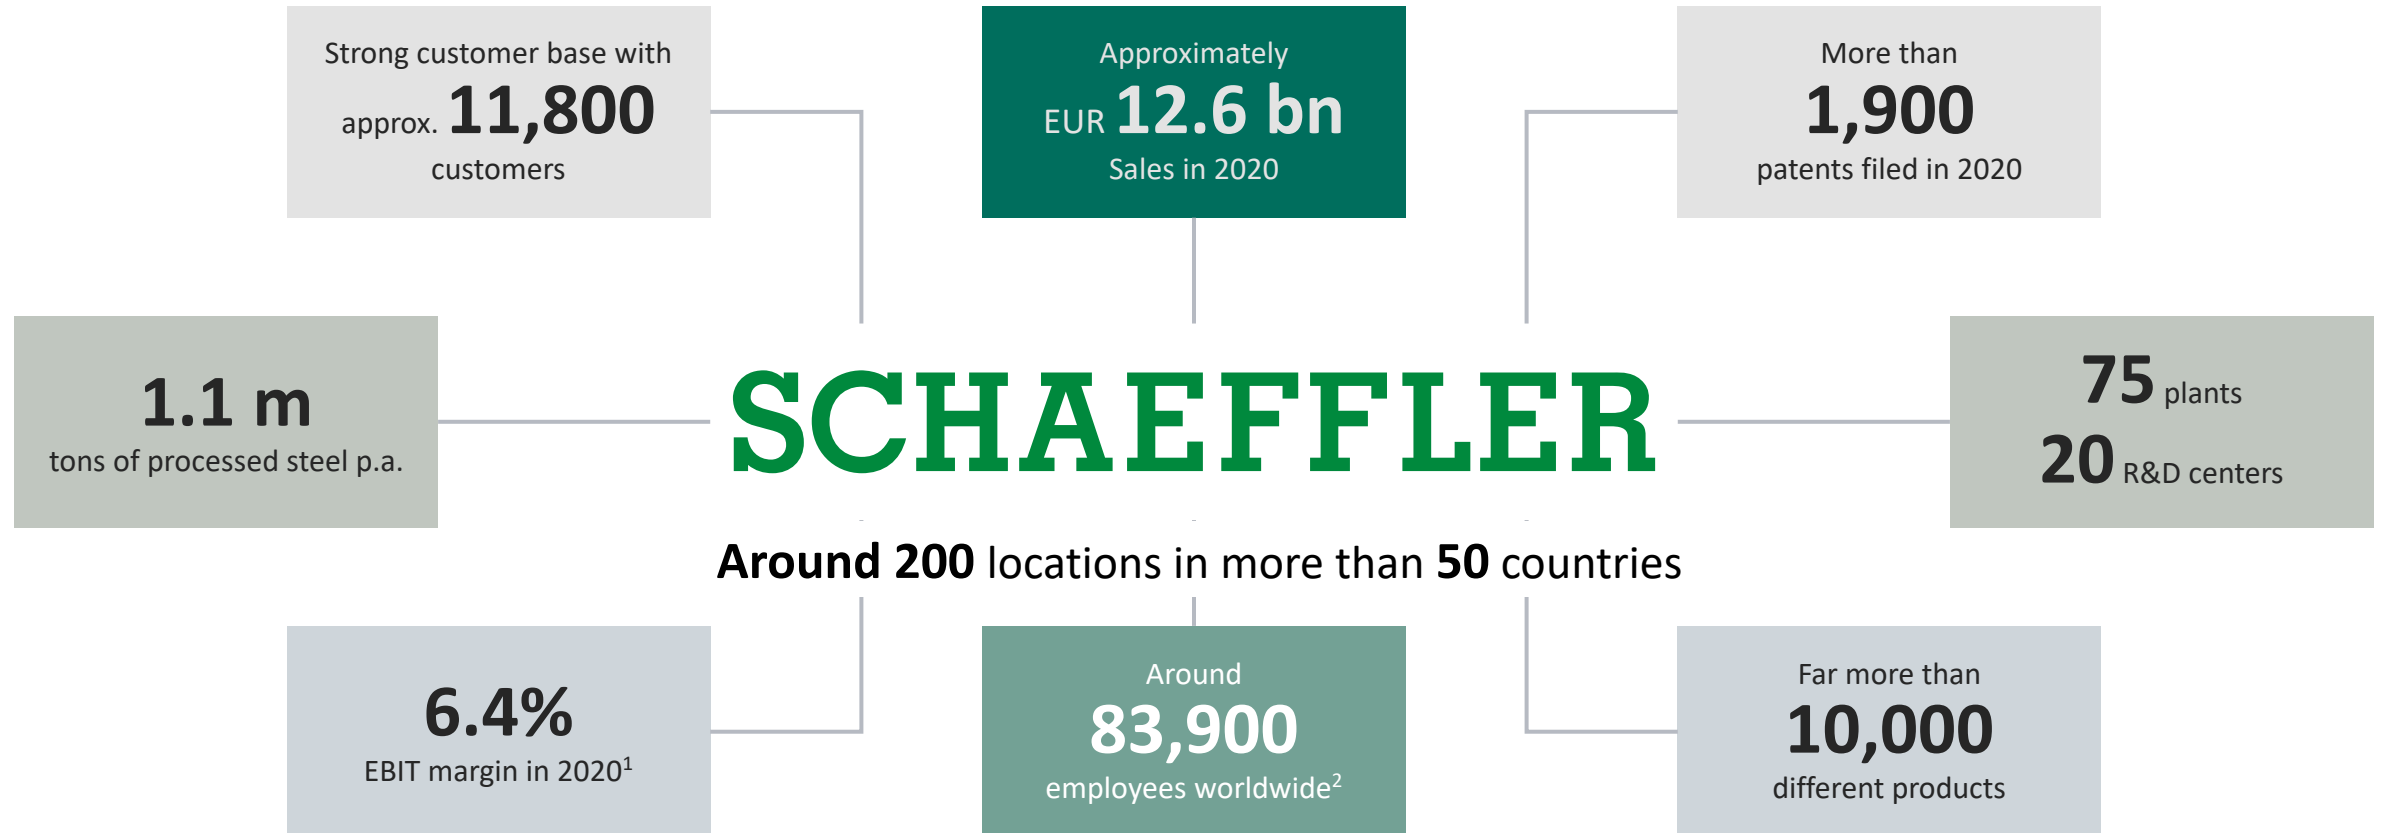 Strong customer base with
approx. 11,800
customers
Approximately
EUR 12.6 bn
Sales in 2020
More than
1,900
patents filed in 2020
1.1 m
tons of processed steel p.a.
SCHAEFFLER
75 plants
20 R&D centers
Around 200 locations in more than 50 countries
6.4%
EBIT margin in 2020¹
Around
83,900
employees worldwide²
Far more than
10,000
different products